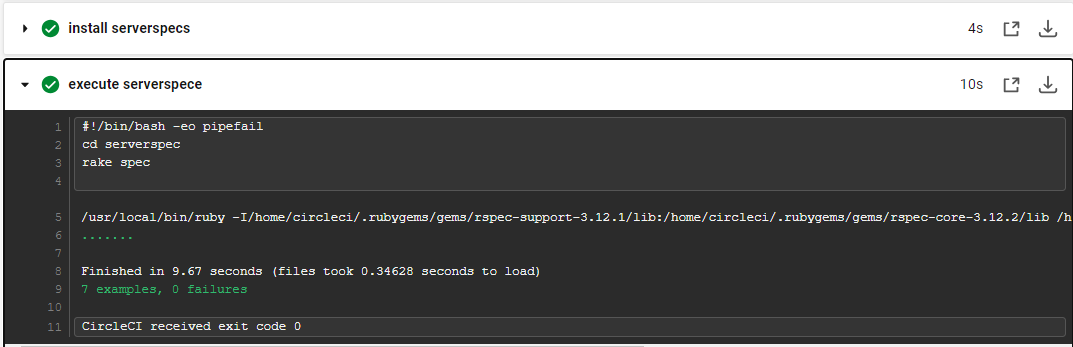 install serverspecs 4s
execute serverspece 10s
1 #!/bin/bash -eo pipefail
2 cd serverspec
3 rake spec
4
5 /usr/local/bin/ruby -I/home/circleci/.rubygems/gems/rspec-support-3.12.1/lib:/home/circleci/.rubygems/gems/rspec-core-3.12.2/lib /h
6 .......
7
8 Finished in 9.67 seconds (files took 0.34628 seconds to load)
9 7 examples, 0 failures
10
11 CircleCI received exit code 0